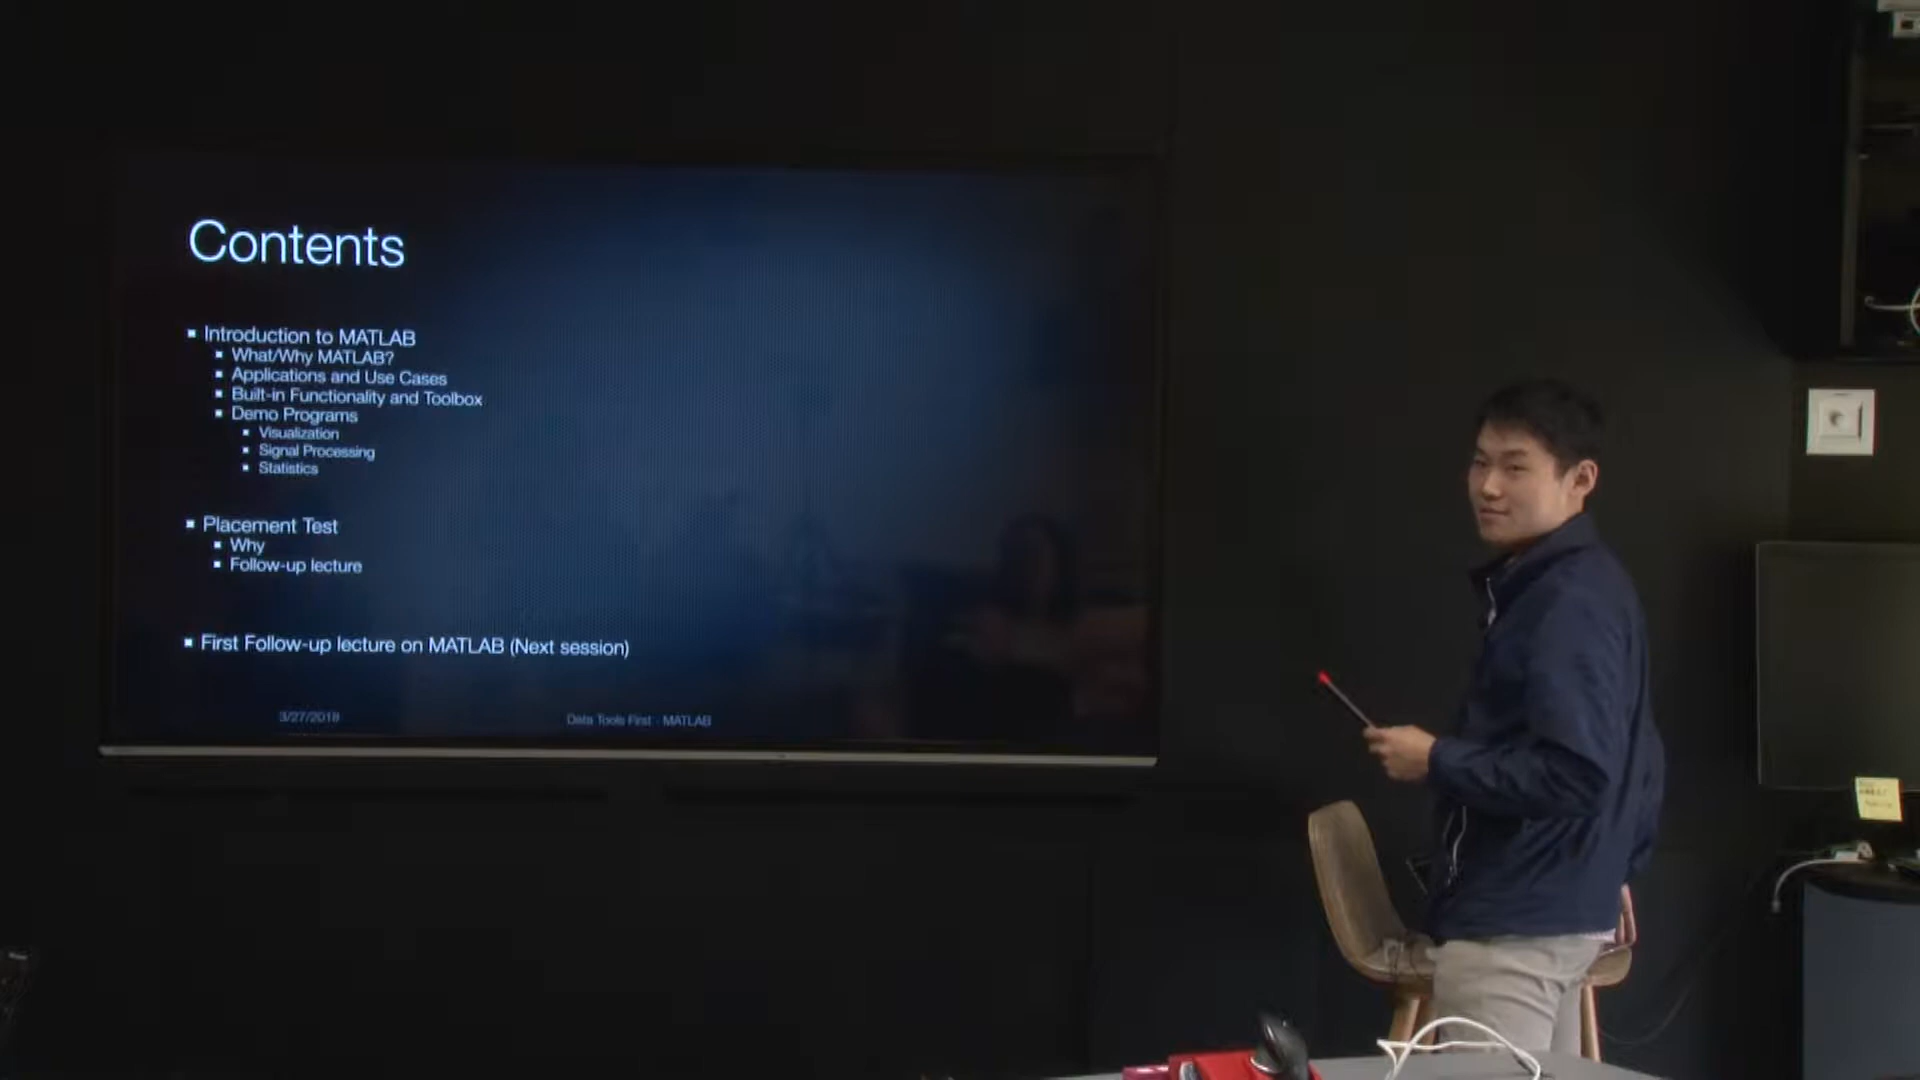 Contents
Introduction to MATLAB
What/Why MATLAB?
Applications and Use Cases
Built-in Functionality and Toolbox
Demo Programs
Visualization
Signal Processing
Statistics
Placement Test
Why
Follow-up lecture
First Follow-up lecture on MATLAB (Next session)
3/27/2018
Data Tools First - MATLAB